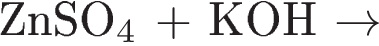 ZnSO₄ + KOH →